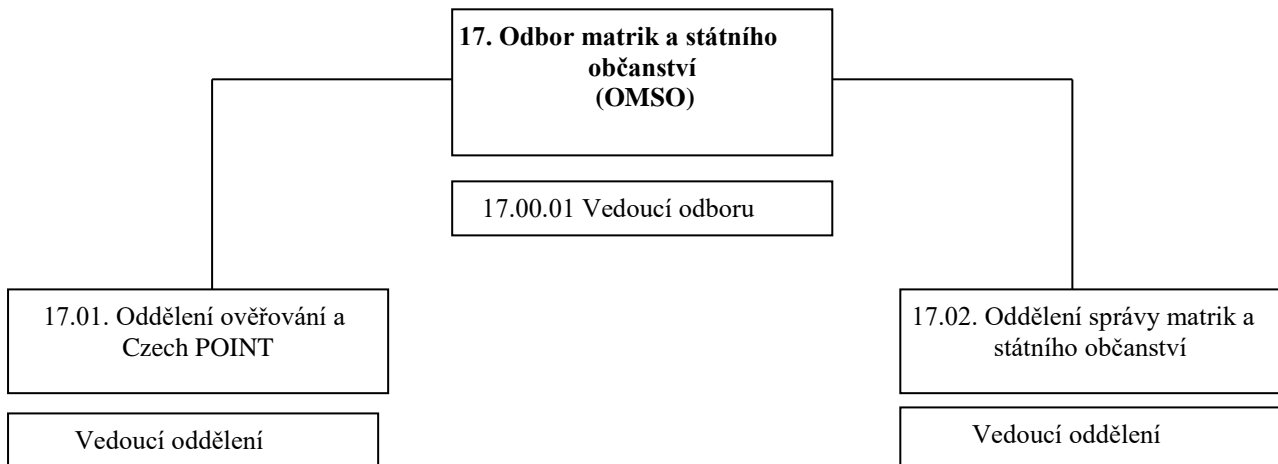 17. Odbor matrik a státního
občanství
(OMSO)
17.00.01 Vedoucí odboru
17.01. Oddělení ověřování a
Czech POINT
Vedoucí oddělení
17.02. Oddělení správy matrik a
státního občanství
Vedoucí oddělení